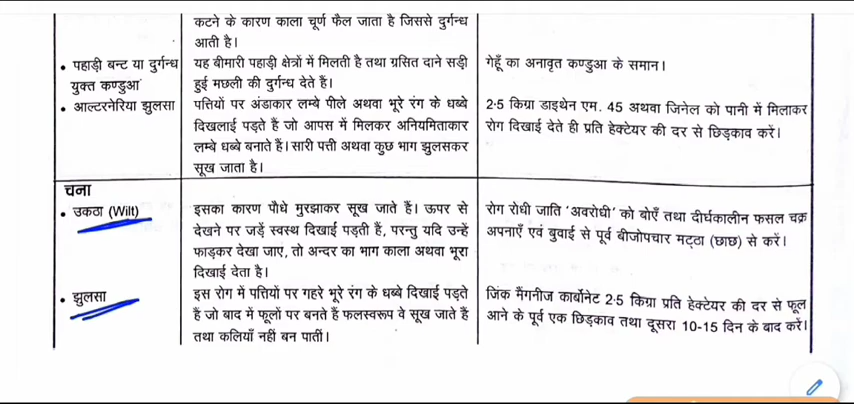 कटने के कारण काला चूर्ण फैल जाता है जिससे दुर्गन्ध
आती है।
• पहाड़ी बन्ट या दुर्गन्ध
युक्त कण्डुआ
यह बीमारी पहाड़ी क्षेत्रों में मिलती है तथा ग्रसित दाने सड़ी
हुई मछली की दुर्गन्ध देते हैं।
गेहूँ का अनावृत कण्डुआ के समान।
• आल्टरनेरिया झुलसा
पत्तियों पर अंडाकार लम्बे पीले अथवा भूरे रंग के धब्बे
दिखलाई पड़ते हैं जो आपस में मिलकर अनियमिताकार
लम्बे धब्बे बनाते हैं। सारी पत्ती अथवा कुछ भाग झुलसकर
सूख जाता है।
2·5 किग्रा डाइथेन एम. 45 अथवा जिनेल को पानी में मिलाकर
रोग दिखाई देते ही प्रति हेक्टेयर की दर से छिड़काव करें।
चना
• उकठा (Wilt)
इसका कारण पौधे मुरझाकर सूख जाते हैं। ऊपर से
देखने पर जड़ें स्वस्थ दिखाई पड़ती हैं, परन्तु यदि उन्हें
फाड़कर देखा जाए, तो अन्दर का भाग काला अथवा भूरा
दिखाई देता है।
रोग रोधी जाति ‘अवरोधी’ को बोएँ तथा दीर्घकालीन फसल चक्र
अपनाएँ एवं बुवाई से पूर्व बीजोपचार मट्ठा (छाछ) से करें।
• झुलसा
इस रोग में पत्तियों पर गहरे भूरे रंग के धब्बे दिखाई पड़ते
हैं जो बाद में फूलों पर बनते हैं फलस्वरूप वे सूख जाते हैं
तथा कलियाँ नहीं बन पातीं।
जिंक मैंगनीज कार्बोनेट 2·5 किग्रा प्रति हेक्टेयर की दर से फूल
आने के पूर्व एक छिड़काव तथा दूसरा 10-15 दिन के बाद करें।